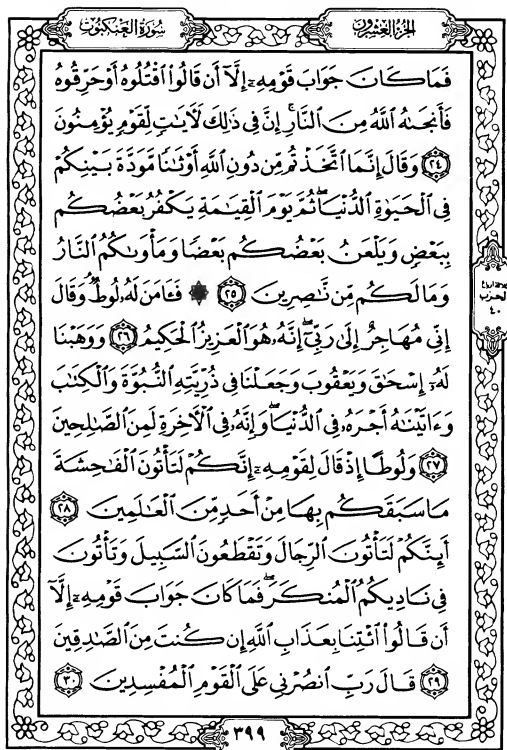 الجزء العشرون
سورة العنكبوت
فَمَا كَانَ جَوَابَ قَوْمِهِۦٓ إِلَّآ أَن قَالُوا۟ ٱقْتُلُوهُ أَوْ حَرِّقُوهُ
فَأَنجَىٰهُ ٱللَّهُ مِنَ ٱلنَّارِ ۚ إِنَّ فِى ذَٰلِكَ لَـَٔايَـٰتٍ لِّقَوْمٍ يُؤْمِنُونَ
٢٤ وَقَالَ إِنَّمَا ٱتَّخَذْتُم مِّن دُونِ ٱللَّهِ أَوْثَـٰنًا مَّوَدَّةَ بَيْنِكُمْ
فِى ٱلْحَيَوٰةِ ٱلدُّنْيَا ۖ ثُمَّ يَوْمَ ٱلْقِيَـٰمَةِ يَكْفُرُ بَعْضُكُم
بِبَعْضٍ وَيَلْعَنُ بَعْضُكُم بَعْضًا وَمَأْوَىٰكُمُ ٱلنَّارُ
وَمَا لَكُم مِّن نَّـٰصِرِينَ ٢٥ ۞ فَـَٔامَنَ لَهُۥ لُوطٌ ۘ وَقَالَ
إِنِّى مُهَاجِرٌ إِلَىٰ رَبِّىٓ ۖ إِنَّهُۥ هُوَ ٱلْعَزِيزُ ٱلْحَكِيمُ ٢٦ وَوَهَبْنَا
لَهُۥٓ إِسْحَـٰقَ وَيَعْقُوبَ وَجَعَلْنَا فِى ذُرِّيَّتِهِ ٱلنُّبُوَّةَ وَٱلْكِتَـٰبَ
وَءَاتَيْنَـٰهُ أَجْرَهُۥ فِى ٱلدُّنْيَا ۖ وَإِنَّهُۥ فِى ٱلْـَٔاخِرَةِ لَمِنَ ٱلصَّـٰلِحِينَ
٢٧ وَلُوطًا إِذْ قَالَ لِقَوْمِهِۦٓ إِنَّكُمْ لَتَأْتُونَ ٱلْفَـٰحِشَةَ
مَا سَبَقَكُم بِهَا مِنْ أَحَدٍ مِّنَ ٱلْعَـٰلَمِينَ ٢٨
أَئِنَّكُمْ لَتَأْتُونَ ٱلرِّجَالَ وَتَقْطَعُونَ ٱلسَّبِيلَ وَتَأْتُونَ
فِى نَادِيكُمُ ٱلْمُنكَرَ ۖ فَمَا كَانَ جَوَابَ قَوْمِهِۦٓ إِلَّآ
أَن قَالُوا۟ ٱئْتِنَا بِعَذَابِ ٱللَّهِ إِن كُنتَ مِنَ ٱلصَّـٰدِقِينَ
٢٩ قَالَ رَبِّ ٱنصُرْنِى عَلَى ٱلْقَوْمِ ٱلْمُفْسِدِينَ ٣٠
الحزب
٤٠
٣٩٩